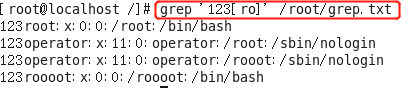 [root@localhost /]# grep '123[ro]' /root/grep.txt
123root:x:0:0:/root:/bin/bash
123operator:x:11:0:operator:/root:/sbin/nologin
123operator:x:11:0:operator:/roooot:/sbin/nologin
123roooot:x:0:0:/rooooot:/bin/bash